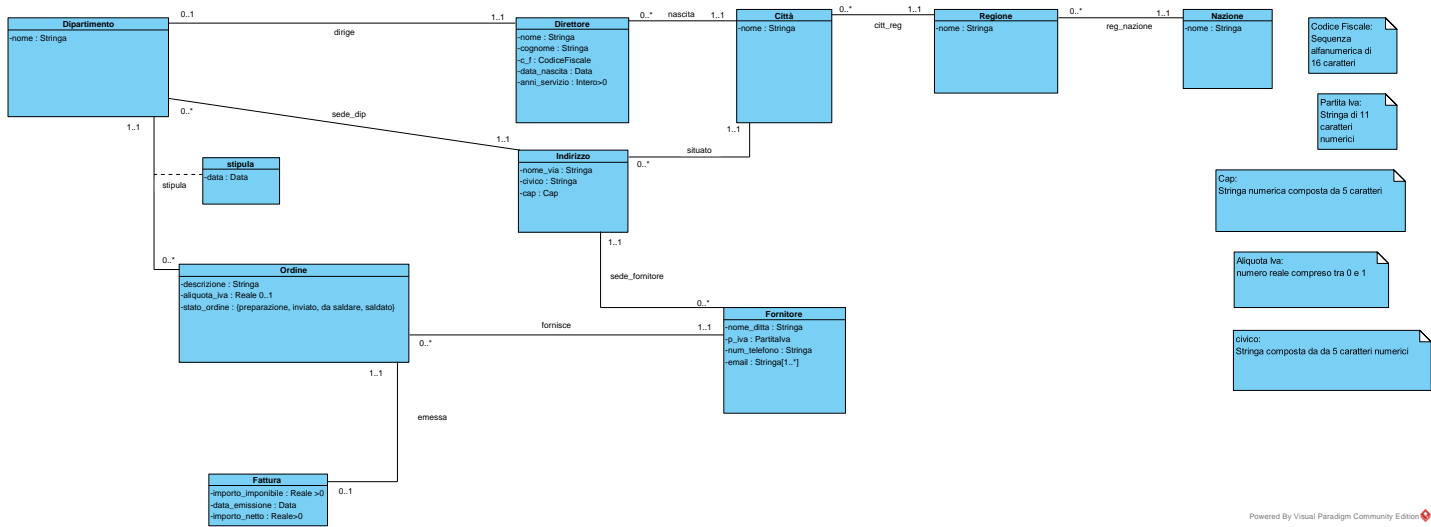 Dipartimento
-nome : Stringa
0..1
dirige
1..1
Direttore
-nome : Stringa
-cognome : Stringa
-c_f : CodiceFiscale
-data_nascita : Data
-anni_servizio : Intero>0
0..*
nascita
1..1
Città
-nome : Stringa
0..*
citt_reg
1..1
Regione
-nome : Stringa
0..*
reg_nazione
1..1
Nazione
-nome : Stringa
Codice Fiscale:
Sequenza
alfanumerica di
16 caratteri
Partita Iva:
Stringa di 11
caratteri
numerici
0..*
sede_dip
1..1
1..1
stipula
-data : Data
stipula
Indirizzo
-nome_via : Stringa
-civico : Stringa
-cap : Cap
0..*
situato
1..1
Cap:
Stringa numerica composta da 5 caratteri
1..1
sede_fornitore
0..*
Aliquota Iva:
numero reale compreso tra 0 e 1
0..*
Ordine
-descrizione : Stringa
-aliquota_iva : Reale 0..1
-stato_ordine : {preparazione, inviato, da saldare, saldato}
0..*
fornisce
1..1
Fornitore
-nome_ditta : Stringa
-p_iva : PartitaIva
-num_telefono : Stringa
-email : Stringa[1..*]
civico:
Stringa composta da da 5 caratteri numerici
1..1
emessa
0..1
Fattura
-importo_imponibile : Reale >0
-data_emissione : Data
-importo_netto : Reale>0
Powered By Visual Paradigm Community Edition